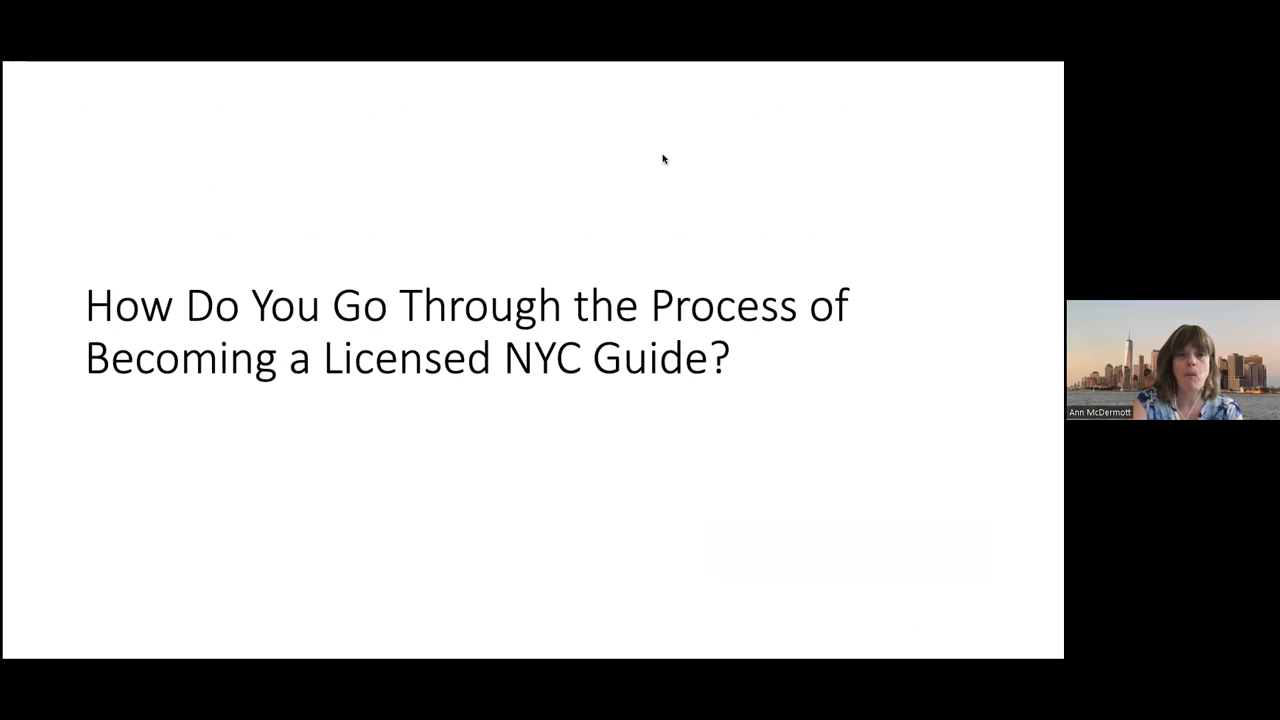 How Do You Go Through the Process of
Becoming a Licensed NYC Guide?
Ann McDermott